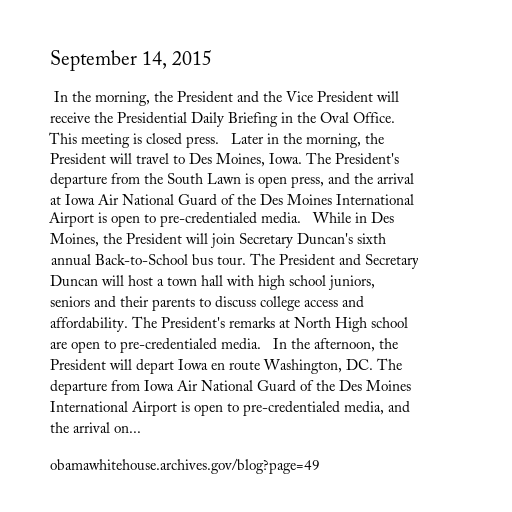 September 14, 2015
In the morning, the President and the Vice President will
receive the Presidential Daily Briefing in the Oval Office.
This meeting is closed press.   Later in the morning, the
President will travel to Des Moines, Iowa. The President's
departure from the South Lawn is open press, and the arrival
at Iowa Air National Guard of the Des Moines International
Airport is open to pre-credentialed media.   While in Des
Moines, the President will join Secretary Duncan's sixth
annual Back-to-School bus tour. The President and Secretary
Duncan will host a town hall with high school juniors,
seniors and their parents to discuss college access and
affordability. The President's remarks at North High school
are open to pre-credentialed media.   In the afternoon, the
President will depart Iowa en route Washington, DC. The
departure from Iowa Air National Guard of the Des Moines
International Airport is open to pre-credentialed media, and
the arrival on...
obamawhitehouse.archives.gov/blog?page=49